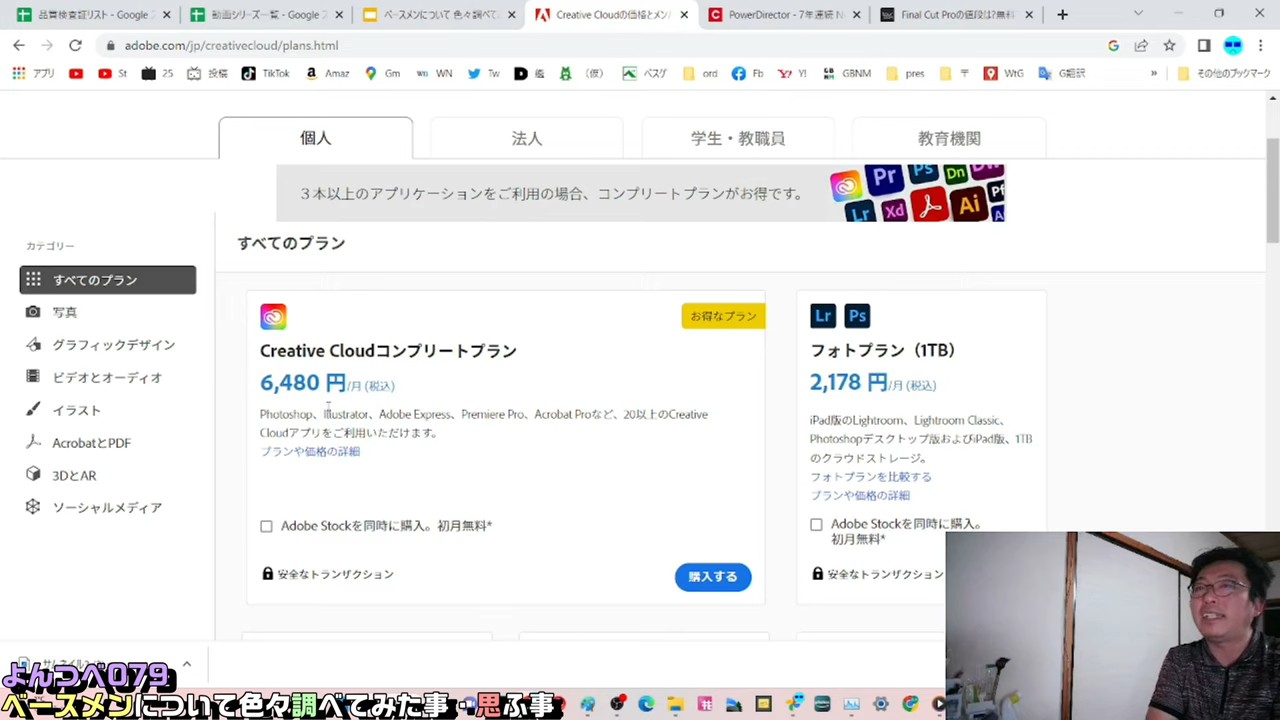 品質検査証リスト - Google
動画シリーズ一覧 - Google ス
ベースメンについて 色々調べて
Creative Cloudの価格とメン
PowerDirector - 7年連続 N
Final Cut Proの値段は?無料
adobe.com/jp/creativecloud/plans.html
アプリ St 25 投稿 TikTok Amaz Gm WN Tw 艦 (仮) ベスゲ ord Fb Y! GBNM pres 〒 WtG G翻訳 » その他のブックマーク
個人 法人 学生・教職員 教育機関
3本以上のアプリケーションをご利用の場合、コンプリートプランがお得です。
Pr Ps Dn Dw Pf
Lr Xd Ai
カテゴリー
すべてのプラン
写真
グラフィックデザイン
ビデオとオーディオ
イラスト
AcrobatとPDF
3DとAR
ソーシャルメディア
すべてのプラン
お得なプラン
Creative Cloudコンプリートプラン
6,480 円/月 (税込)
Photoshop、Illustrator、Adobe Express、Premiere Pro、Acrobat Proなど、20以上のCreative
Cloudアプリをご利用いただけます。
プランや価格の詳細
Adobe Stockを同時に購入。初月無料*
安全なトランザクション
購入する
Lr Ps
フォトプラン（1TB）
2,178 円/月 (税込)
iPad版のLightroom、Lightroom Classic、
Photoshopデスクトップ版およびiPad版、1TB
のクラウドストレージ。
フォトプランを比較する
プランや価格の詳細
Adobe Stockを同時に購入。
初月無料*
安全なトランザクション
よんつべ079
ベースメンについて色々調べてみた事・思ふ事